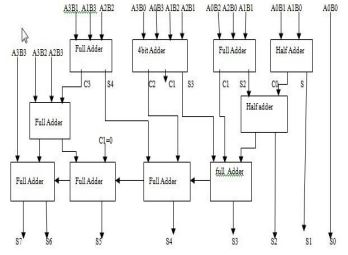 A3B1 A1B3 A2B2 A3B0 A0B3 A1B2 A2B1 A0B2 A2B0 A1B1 A0B1 A1B0 A0B0
A3B3 A3B2 A2B3
Full Adder 4bit Adder Full Adder Half Adder
C3 S4 C2 C1 S3 C1 S2 C0 S
Half adder
Full Adder
C1=0
Full Adder Full Adder Full Adder full Adder
S7 S6 S5 S4 S3 S2 S1 S0